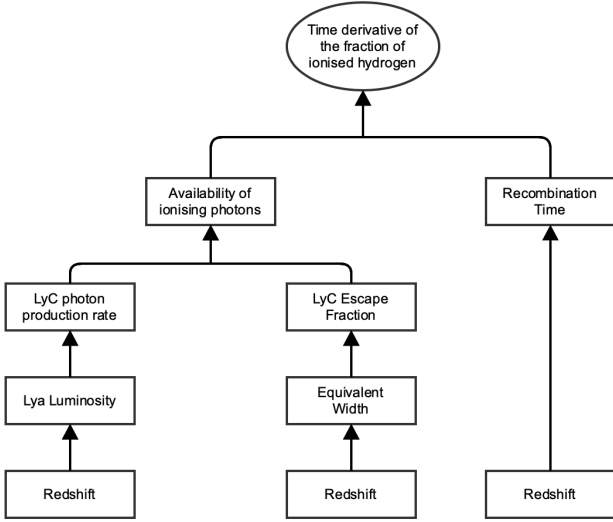 Time derivative of
the fraction of
ionised hydrogen
Availability of
ionising photons
Recombination
Time
LyC photon
production rate
LyC Escape
Fraction
Lya Luminosity
Equivalent
Width
Redshift
Redshift
Redshift